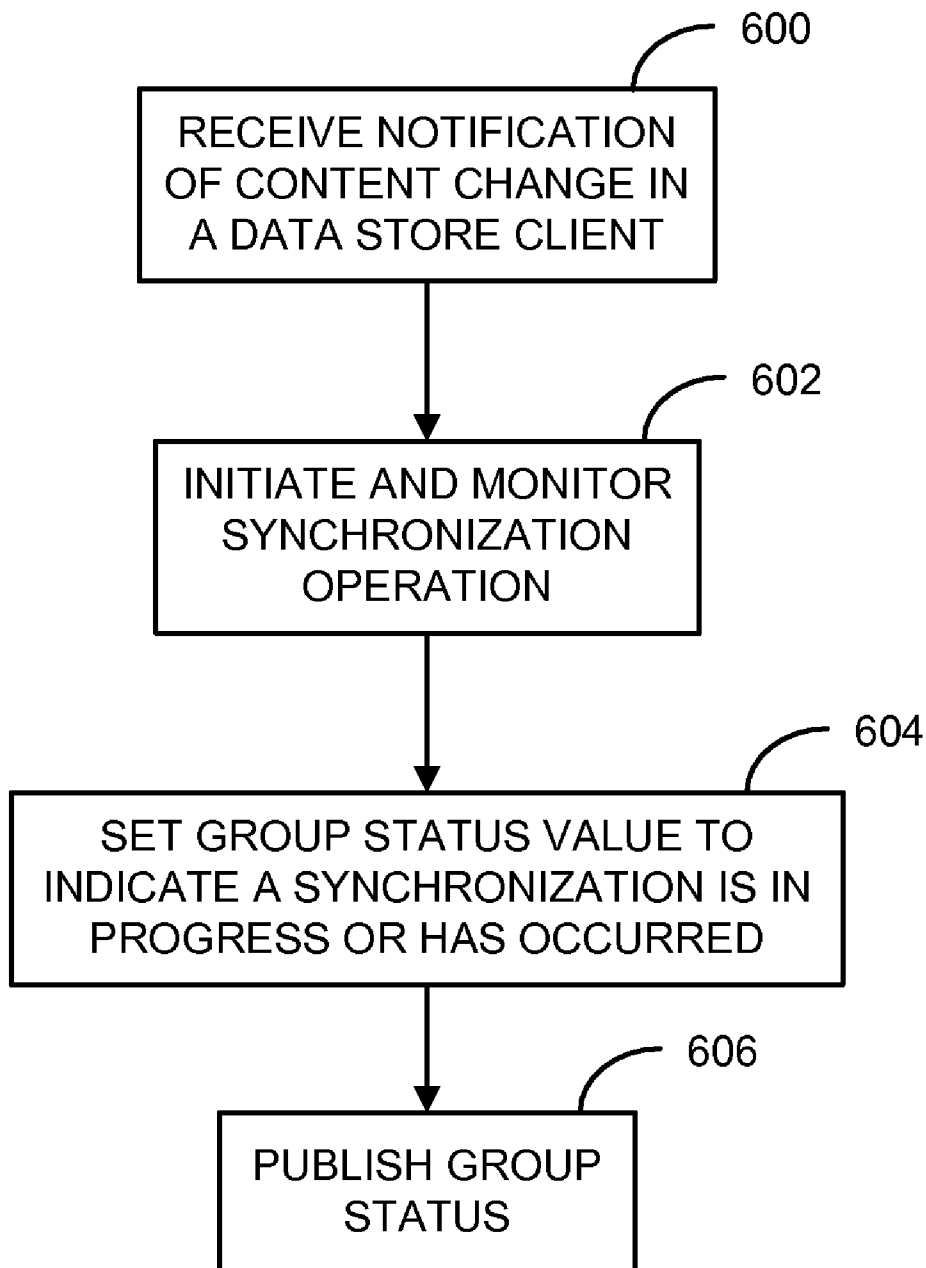 600
RECEIVE NOTIFICATION
OF CONTENT CHANGE IN
A DATA STORE CLIENT
602
INITIATE AND MONITOR
SYNCHRONIZATION
OPERATION
604
SET GROUP STATUS VALUE TO
INDICATE A SYNCHRONIZATION IS IN
PROGRESS OR HAS OCCURRED
606
PUBLISH GROUP
STATUS